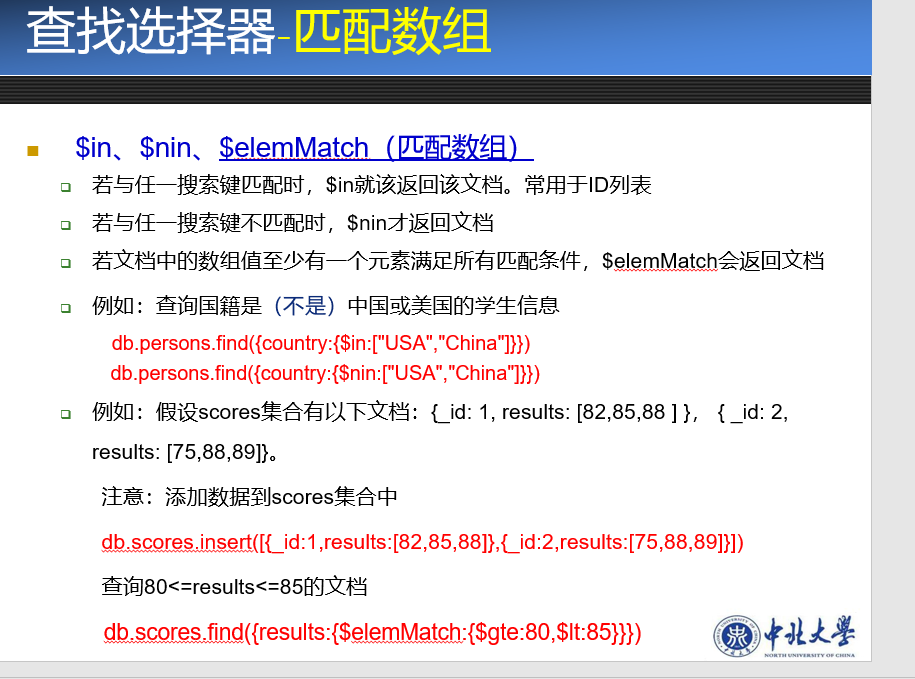 查找选择器-匹配数组
$in、$nin、$elemMatch（匹配数组）
若与任一搜索键匹配时，$in就该返回该文档。常用于ID列表
若与任一搜索键不匹配时，$nin才返回文档
若文档中的数组值至少有一个元素满足所有匹配条件，$elemMatch会返回文档
例如：查询国籍是（不是）中国或美国的学生信息
db.persons.find({country:{$in:["USA","China"]}})
db.persons.find({country:{$nin:["USA","China"]}})
例如：假设scores集合有以下文档：{_id: 1, results: [82,85,88 ] }， { _id: 2,
results: [75,88,89]}。
注意：添加数据到scores集合中
db.scores.insert([{_id:1,results:[82,85,88]},{_id:2,results:[75,88,89]}])
查询80<=results<=85的文档
db.scores.find({results:{$elemMatch:{$gte:80,$lt:85}}})
中北大学
NORTH UNIVERSITY OF CHINA